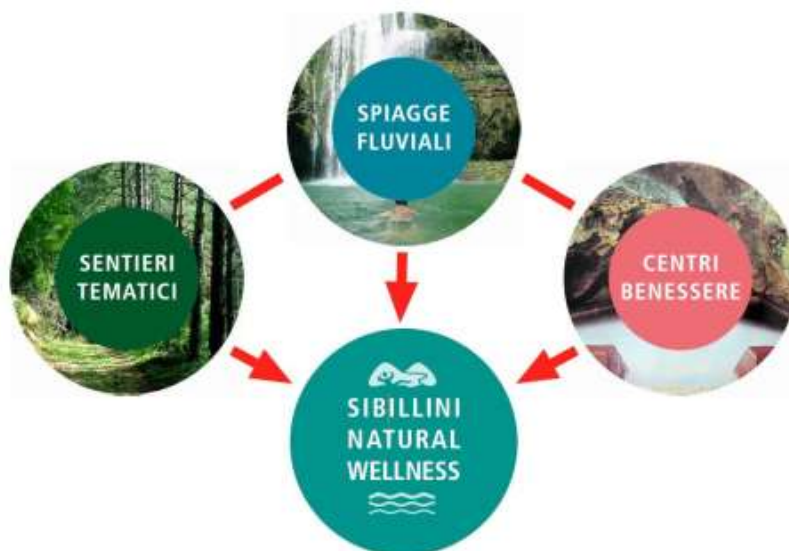 SPIAGGE
FLUVIALI
SENTIERI
TEMATICI
CENTRI
BENESSERE
SIBILLINI
NATURAL
WELLNESS